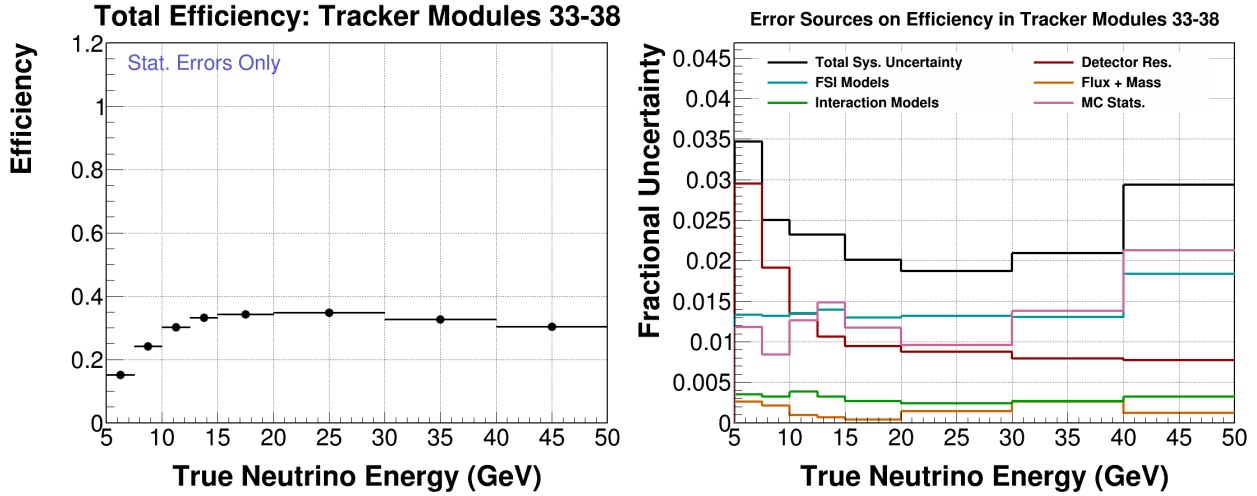 Total Efficiency: Tracker Modules 33-38
Stat. Errors Only
Efficiency
1.2
1
0.8
0.6
0.4
0.2
0
5 10 15 20 25 30 35 40 45 50
True Neutrino Energy (GeV)
Error Sources on Efficiency in Tracker Modules 33-38
Total Sys. Uncertainty
FSI Models
Interaction Models
Detector Res.
Flux + Mass
MC Stats.
Fractional Uncertainty
0.045
0.04
0.035
0.03
0.025
0.02
0.015
0.01
0.005
0
5 10 15 20 25 30 35 40 45 50
True Neutrino Energy (GeV)